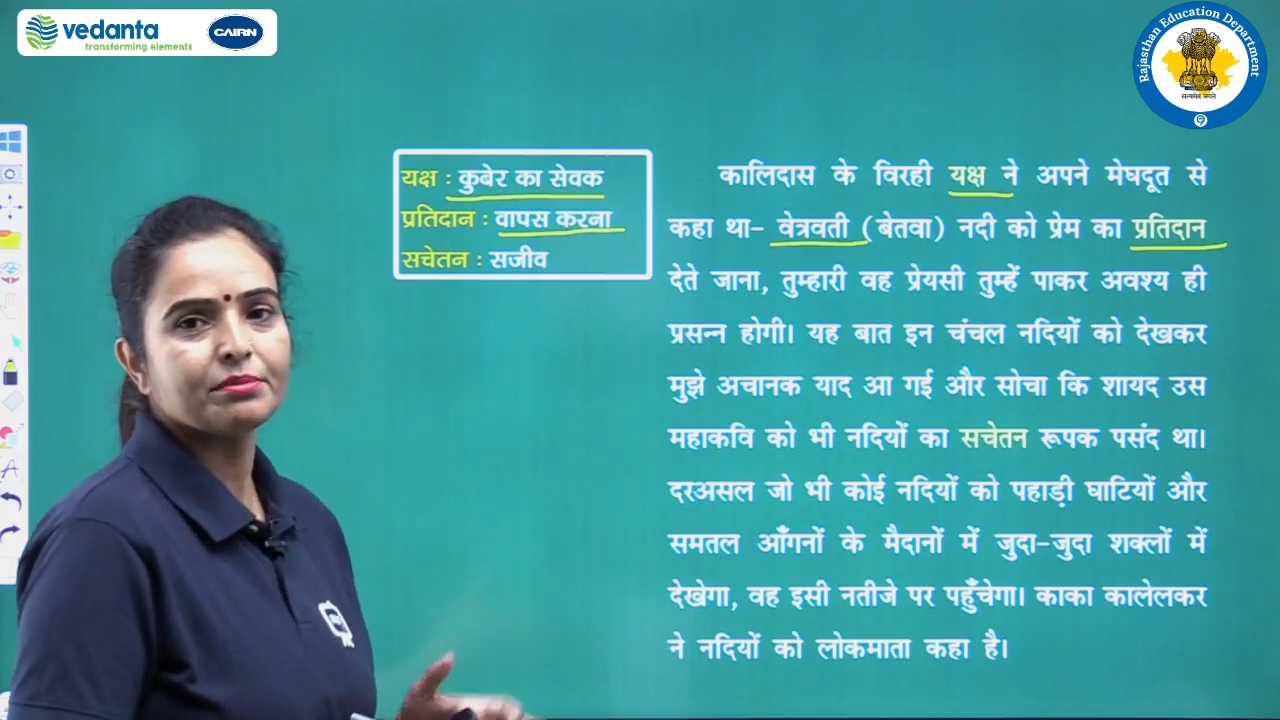 vedanta
transforming elements
CAIRN
Rajasthan Education Department
सत्यमेव जयते
यक्ष : कुबेर का सेवक
प्रतिदान : वापस करना
सचेतन : सजीव
कालिदास के विरही यक्ष ने अपने मेघदूत से
कहा था– वेत्रवती (बेतवा) नदी को प्रेम का प्रतिदान
देते जाना, तुम्हारी वह प्रेयसी तुम्हें पाकर अवश्य ही
प्रसन्न होगी। यह बात इन चंचल नदियों को देखकर
मुझे अचानक याद आ गई और सोचा कि शायद उस
महाकवि को भी नदियों का सचेतन रूपक पसंद था।
दरअसल जो भी कोई नदियों को पहाड़ी घाटियों और
समतल आँगनों के मैदानों में जुदा–जुदा शक्लों में
देखेगा, वह इसी नतीजे पर पहुँचेगा। काका कालेलकर
ने नदियों को लोकमाता कहा है।